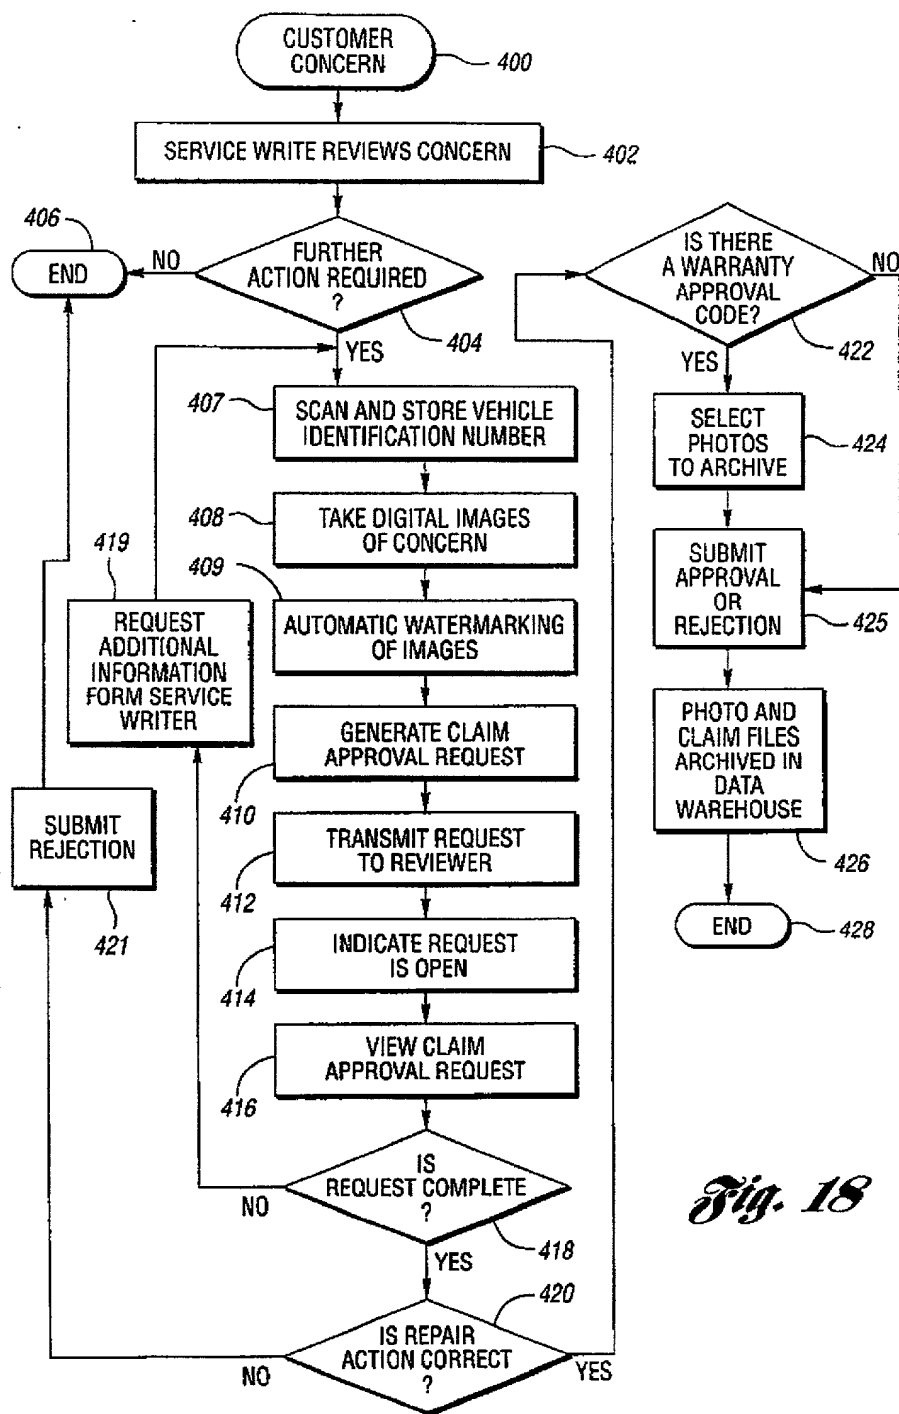 CUSTOMER
CONCERN
400
SERVICE WRITE REVIEWS CONCERN
402
406
END
NO
FURTHER
ACTION REQUIRED
?
404
YES
407
SCAN AND STORE VEHICLE
IDENTIFICATION NUMBER
408
TAKE DIGITAL IMAGES
OF CONCERN
409
AUTOMATIC WATERMARKING
OF IMAGES
419
REQUEST
ADDITIONAL
INFORMATION
FORM SERVICE
WRITER
GENERATE CLAIM
APPROVAL REQUEST
410
SUBMIT
REJECTION
421
TRANSMIT REQUEST
TO REVIEWER
412
INDICATE REQUEST
IS OPEN
414
VIEW CLAIM
APPROVAL REQUEST
416
IS
REQUEST COMPLETE
?
NO
418
YES
420
IS REPAIR
ACTION CORRECT
?
NO
YES
IS THERE
A WARRANTY
APPROVAL
CODE?
NO
422
YES
SELECT
PHOTOS
TO ARCHIVE
424
SUBMIT
APPROVAL
OR
REJECTION
425
PHOTO AND
CLAIM FILES
ARCHIVED IN
DATA
WAREHOUSE
426
END
428
Fig. 18